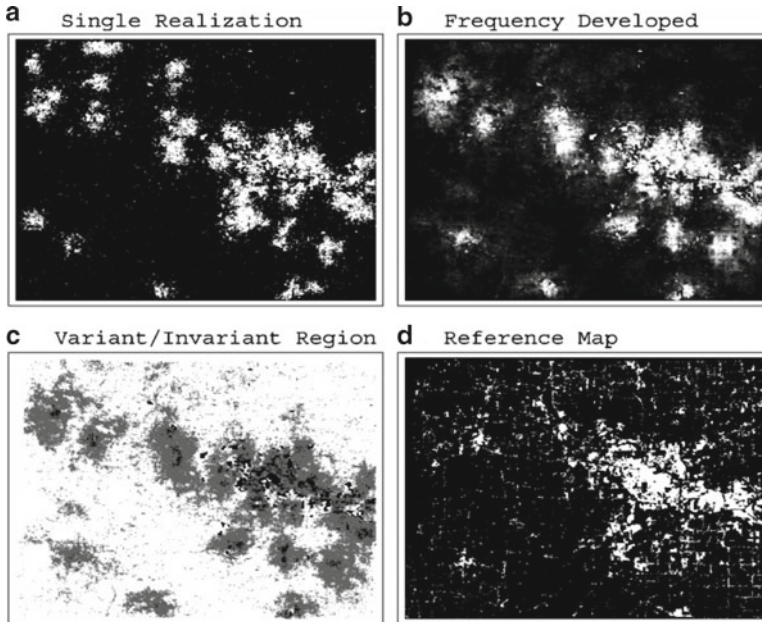 a Single Realization
b Frequency Developed
c Variant/Invariant Region
d Reference Map